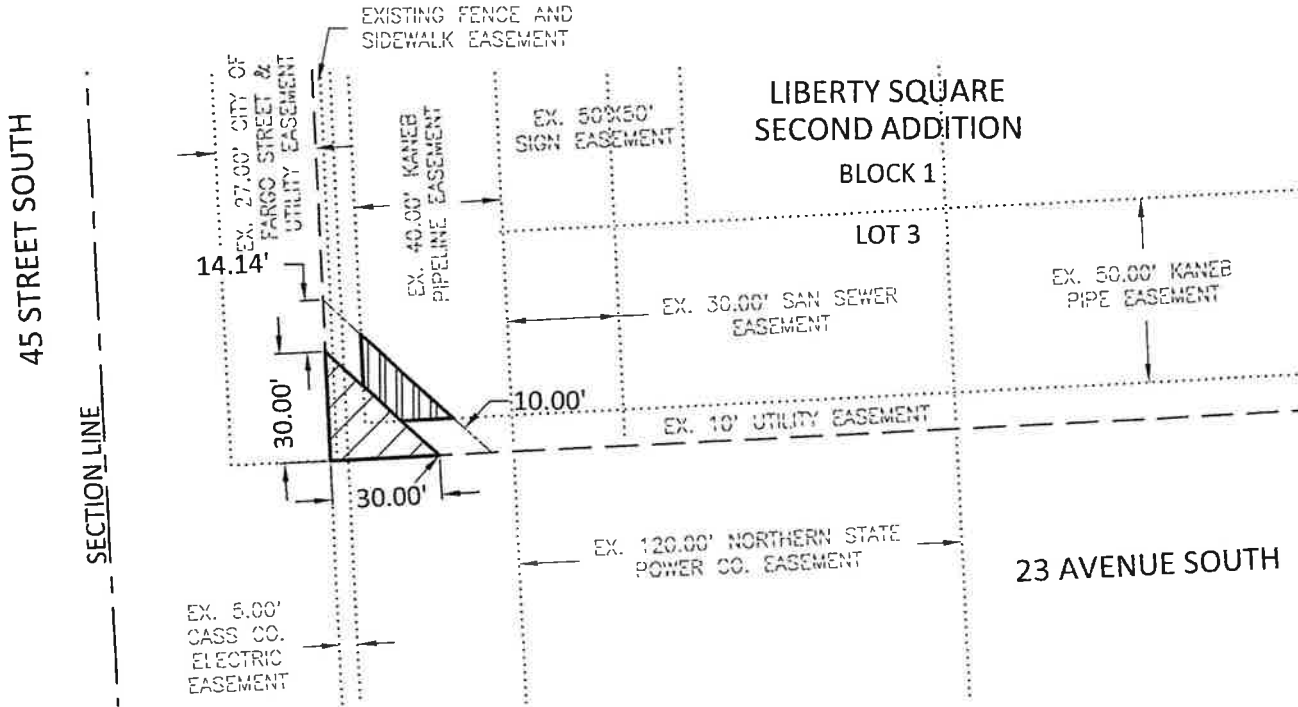 EXISTING FENCE AND
SIDEWALK EASEMENT
45 STREET SOUTH
SECTION LINE
EX. 27.00' CITY OF
FARGO STREET &
UTILITY EASEMENT
EX. 40.00' KANEB
PIPELINE EASEMENT
EX. 50'X50'
SIGN EASEMENT
LIBERTY SQUARE
SECOND ADDITION
BLOCK 1
LOT 3
14.14'
EX. 30.00' SAN SEWER
EASEMENT
EX. 50.00' KANEB
PIPE EASEMENT
10.00'
EX. 10' UTILITY EASEMENT
30.00'
30.00'
EX. 120.00' NORTHERN STATE
POWER CO. EASEMENT
23 AVENUE SOUTH
EX. 5.00'
CASS CO.
ELECTRIC
EASEMENT